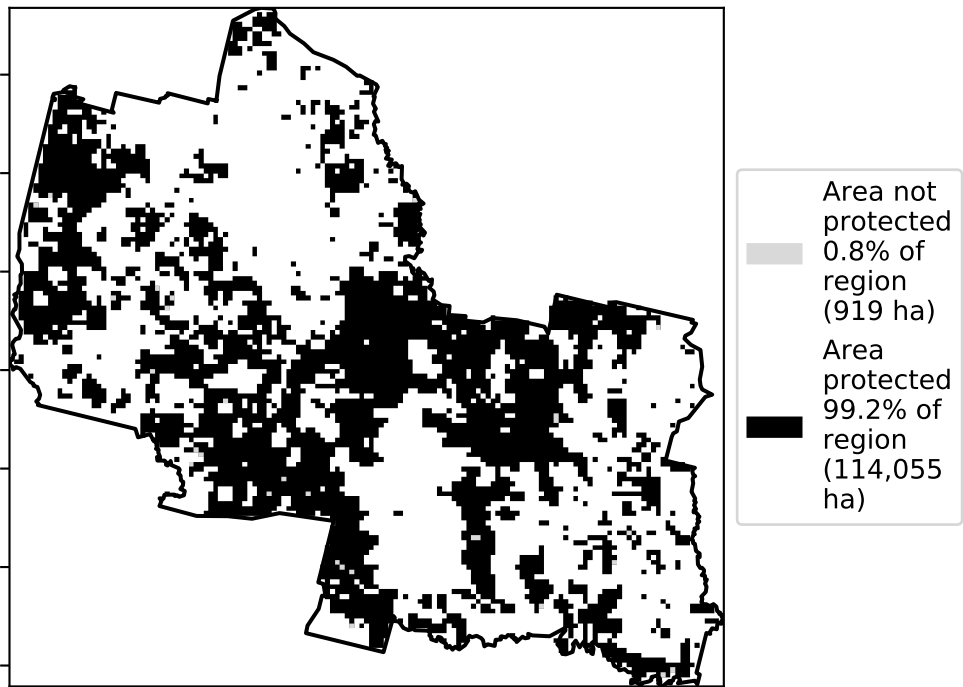 Area not
protected
0.8% of
region
(919 ha)
Area
protected
99.2% of
region
(114,055
ha)